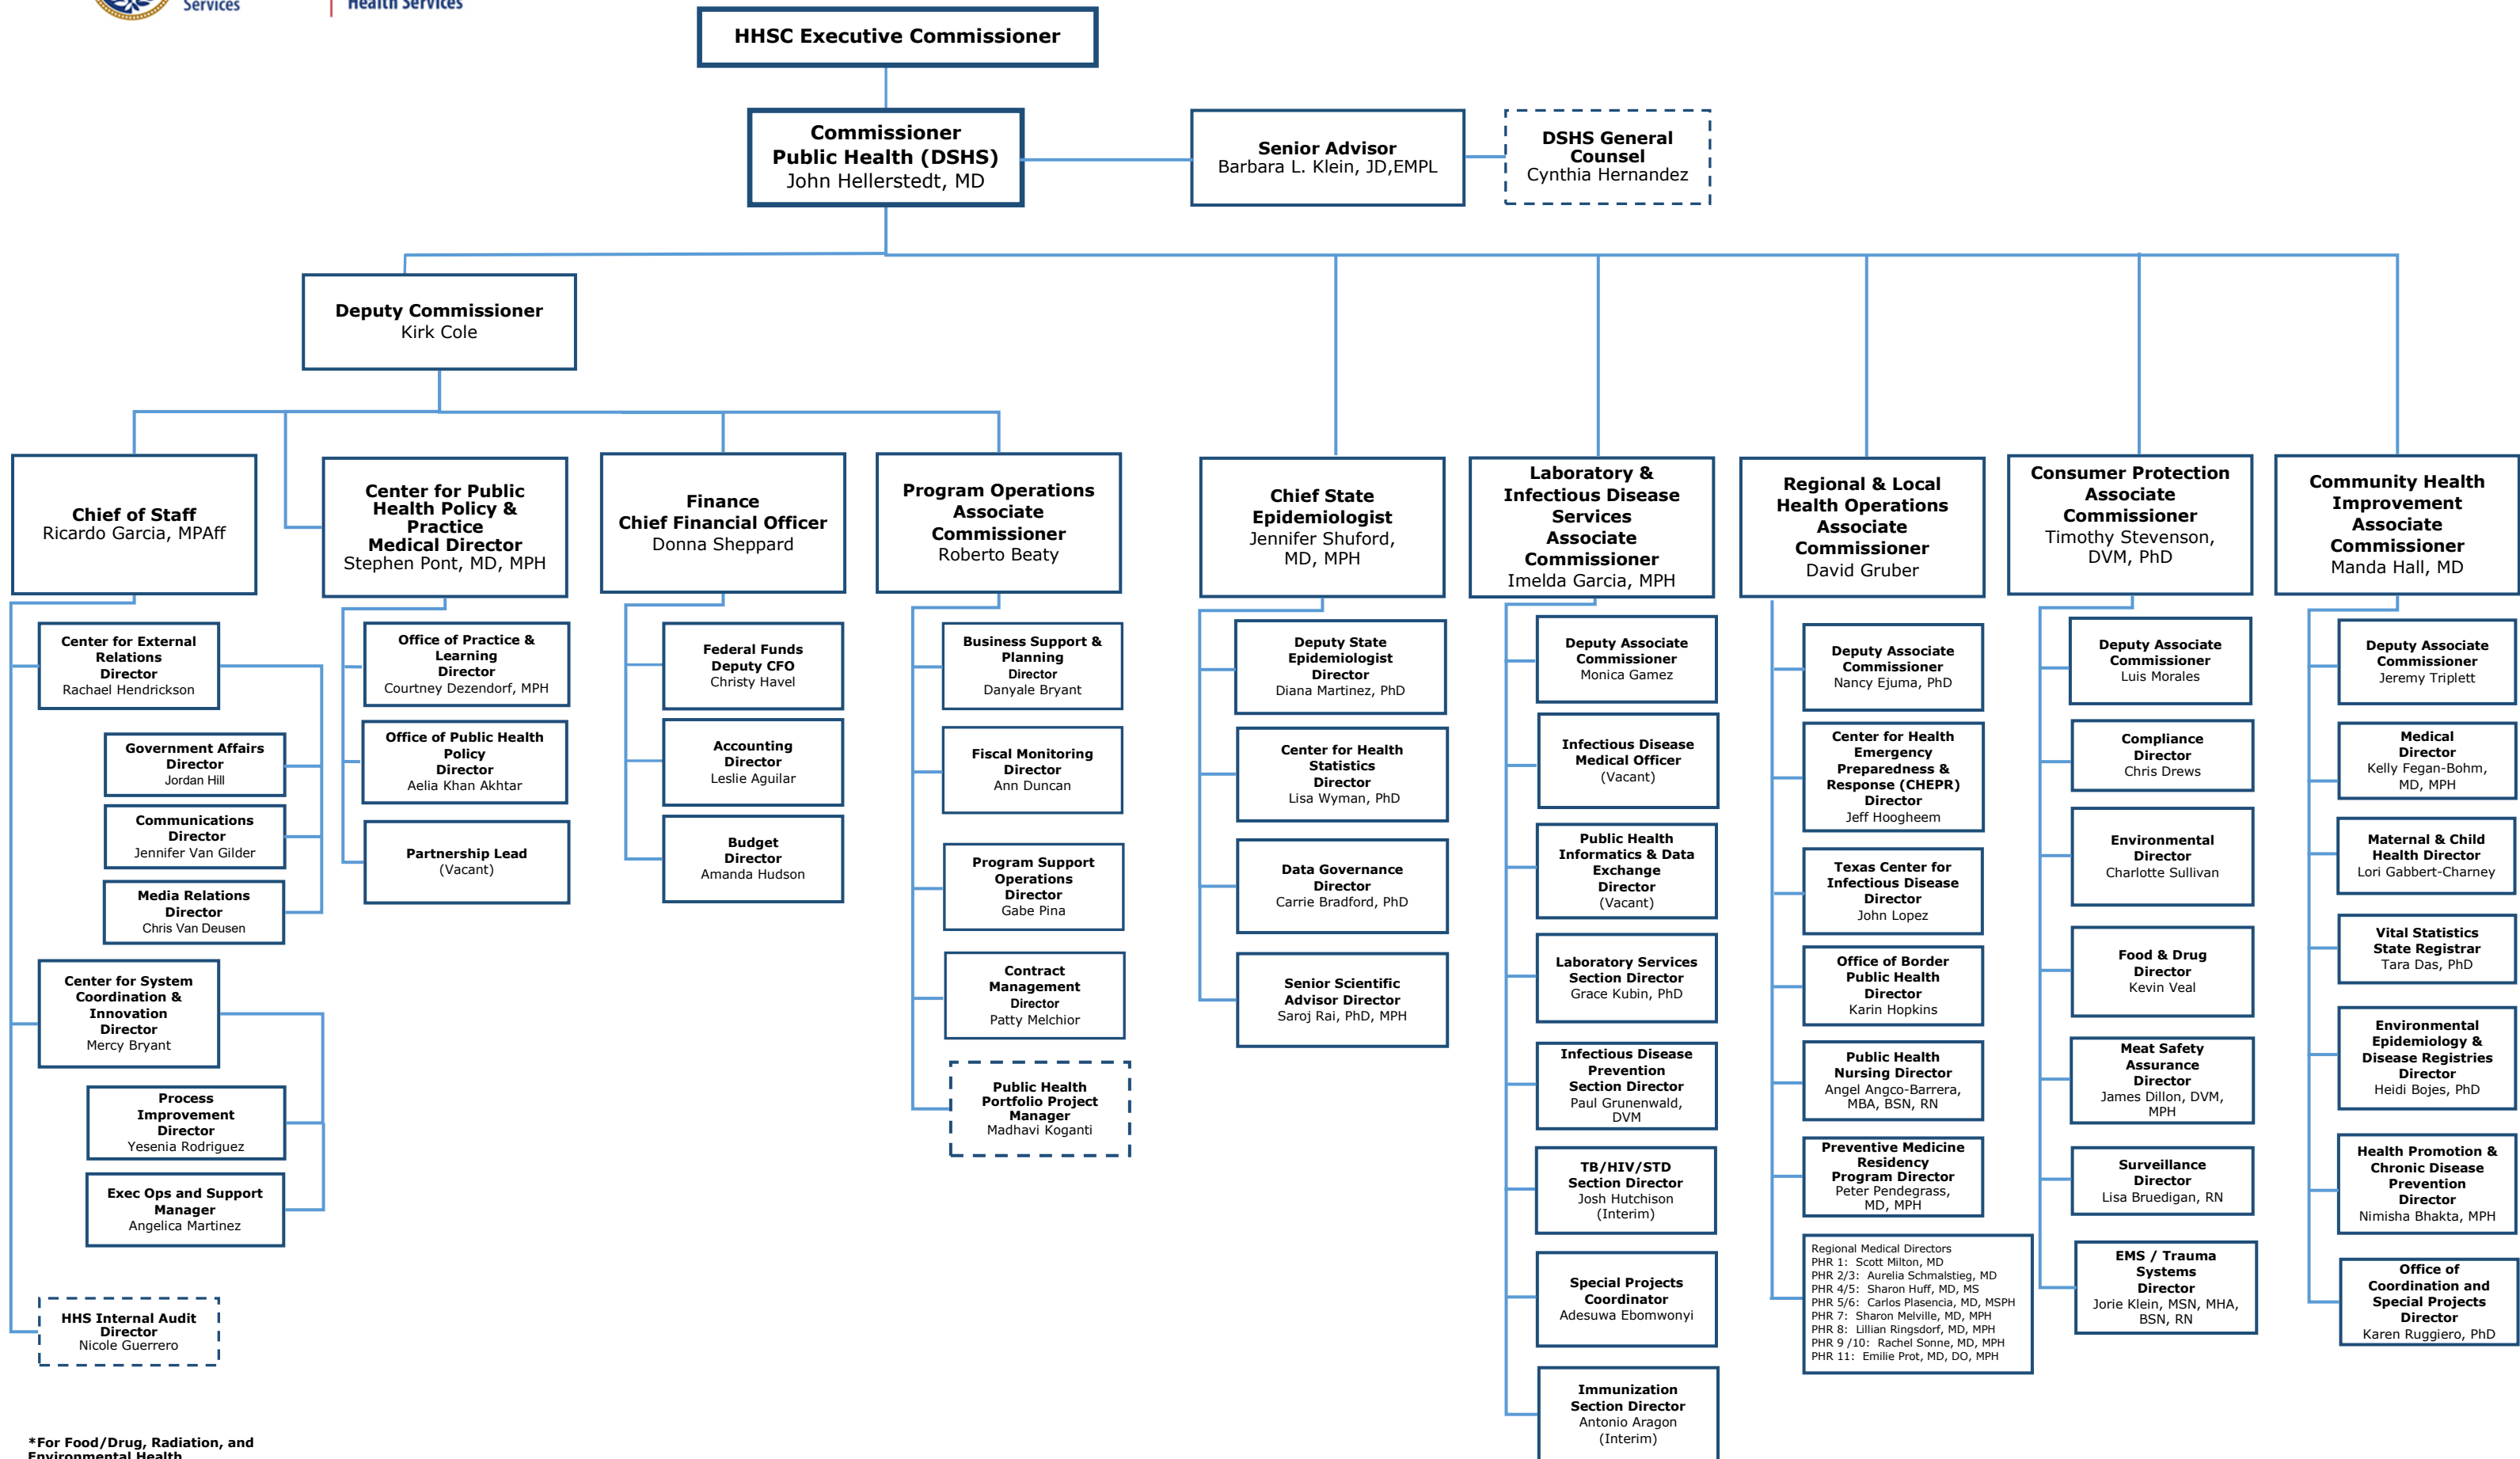 Services
Health Services
HHSC Executive Commissioner
Commissioner
Public Health (DSHS)
John Hellerstedt, MD
Senior Advisor
Barbara L. Klein, JD,EMPL
DSHS General
Counsel
Cynthia Hernandez
Deputy Commissioner
Kirk Cole
Chief of Staff
Ricardo Garcia, MPAff
Center for External
Relations
Director
Rachael Hendrickson
Government Affairs
Director
Jordan Hill
Communications
Director
Jennifer Van Gilder
Media Relations
Director
Chris Van Deusen
Center for System
Coordination &
Innovation
Director
Mercy Bryant
Process
Improvement
Director
Yesenia Rodriguez
Exec Ops and Support
Manager
Angelica Martinez
HHS Internal Audit
Director
Nicole Guerrero
Center for Public
Health Policy &
Practice
Medical Director
Stephen Pont, MD, MPH
Office of Practice &
Learning
Director
Courtney Dezendorf, MPH
Office of Public Health
Policy
Director
Aelia Khan Akhtar
Partnership Lead
(Vacant)
Finance
Chief Financial Officer
Donna Sheppard
Federal Funds
Deputy CFO
Christy Havel
Accounting
Director
Leslie Aguilar
Budget
Director
Amanda Hudson
Program Operations
Associate
Commissioner
Roberto Beaty
Business Support &
Planning
Director
Danyale Bryant
Fiscal Monitoring
Director
Ann Duncan
Program Support
Operations
Director
Gabe Pina
Contract
Management
Director
Patty Melchior
Public Health
Portfolio Project
Manager
Madhavi Koganti
Chief State
Epidemiologist
Jennifer Shuford,
MD, MPH
Deputy State
Epidemiologist
Director
Diana Martinez, PhD
Center for Health
Statistics
Director
Lisa Wyman, PhD
Data Governance
Director
Carrie Bradford, PhD
Senior Scientific
Advisor Director
Saroj Rai, PhD, MPH
Laboratory &
Infectious Disease
Services
Associate
Commissioner
Imelda Garcia, MPH
Deputy Associate
Commissioner
Monica Gamez
Infectious Disease
Medical Officer
(Vacant)
Public Health
Informatics & Data
Exchange
Director
(Vacant)
Laboratory Services
Section Director
Grace Kubin, PhD
Infectious Disease
Prevention
Section Director
Paul Grunenwald,
DVM
TB/HIV/STD
Section Director
Josh Hutchison
(Interim)
Special Projects
Coordinator
Adesuwa Ebomwonyi
Immunization
Section Director
Antonio Aragon
(Interim)
Regional & Local
Health Operations
Associate
Commissioner
David Gruber
Deputy Associate
Commissioner
Nancy Ejuma, PhD
Center for Health
Emergency
Preparedness &
Response (CHEPR)
Director
Jeff Hoogheem
Texas Center for
Infectious Disease
Director
John Lopez
Office of Border
Public Health
Director
Karin Hopkins
Public Health
Nursing Director
Angel Angco-Barrera,
MBA, BSN, RN
Preventive Medicine
Residency
Program Director
Peter Pendegrass,
MD, MPH
Regional Medical Directors
PHR 1: Scott Milton, MD
PHR 2/3: Aurelia Schmalstieg, MD
PHR 4/5: Sharon Huff, MD, MS
PHR 5/6: Carlos Plasencia, MD, MSPH
PHR 7: Sharon Melville, MD, MPH
PHR 8: Lillian Ringsdorf, MD, MPH
PHR 9 /10: Rachel Sonne, MD, MPH
PHR 11: Emilie Prot, MD, DO, MPH
Consumer Protection
Associate
Commissioner
Timothy Stevenson,
DVM, PhD
Deputy Associate
Commissioner
Luis Morales
Compliance
Director
Chris Drews
Environmental
Director
Charlotte Sullivan
Food & Drug
Director
Kevin Veal
Meat Safety
Assurance
Director
James Dillon, DVM,
MPH
Surveillance
Director
Lisa Bruedigan, RN
EMS / Trauma
Systems
Director
Jorie Klein, MSN, MHA,
BSN, RN
Community Health
Improvement
Associate
Commissioner
Manda Hall, MD
Deputy Associate
Commissioner
Jeremy Triplett
Medical
Director
Kelly Fegan-Bohm,
MD, MPH
Maternal & Child
Health Director
Lori Gabbert-Charney
Vital Statistics
State Registrar
Tara Das, PhD
Environmental
Epidemiology &
Disease Registries
Director
Heidi Bojes, PhD
Health Promotion &
Chronic Disease
Prevention
Director
Nimisha Bhakta, MPH
Office of
Coordination and
Special Projects
Director
Karen Ruggiero, PhD
*For Food/Drug, Radiation, and
Environmental Health